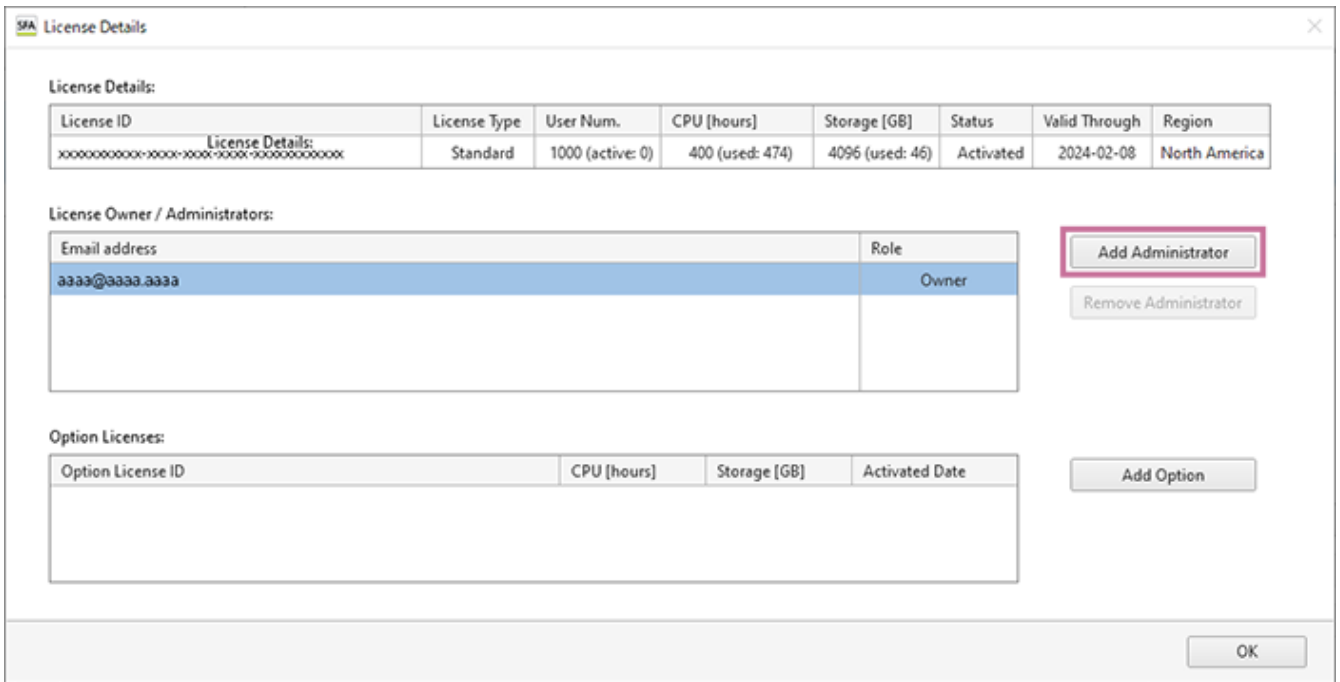 SFA License Details
License Details:
License ID License Type User Num. CPU [hours] Storage [GB] Status Valid Through Region
License Details:
xxxxxxxxxxx-xxxx-xxxx-xxxx-xxxxxxxxxxxx Standard 1000 (active: 0) 400 (used: 474) 4096 (used: 46) Activated 2024-02-08 North America
License Owner / Administrators:
Email address Role
Add Administrator
aaaa@aaaa.aaaa Owner
Remove Administrator
Option Licenses:
Option License ID CPU [hours] Storage [GB] Activated Date
Add Option
OK